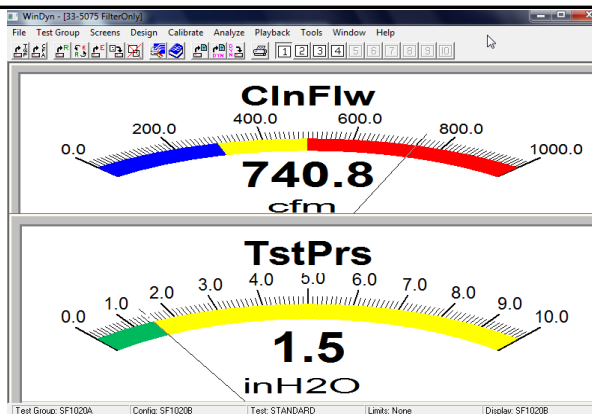 WinDyn - [33-5075 FilterOnly]
File Test Group Screens Design Calibrate Analyze Playback Tools Window Help
1 2 3 4 5 6 7 8 9 10
ClnFlw
0.0 200.0 400.0 600.0 800.0 1000.0
740.8
cfm
TstPrs
0.0 1.0 2.0 3.0 4.0 5.0 6.0 7.0 8.0 9.0 10.0
1.5
inH2O
Test Group: SF1020A Config: SF1020B Test: STANDARD Limits: None Display: SF1020B